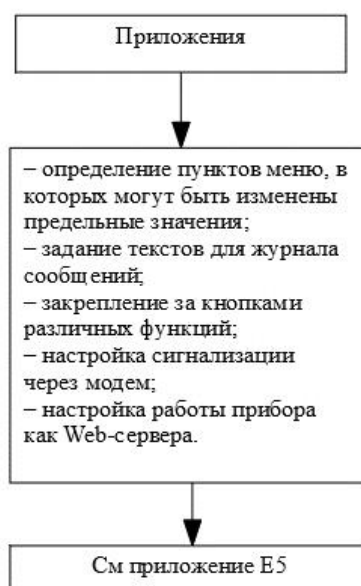 Приложения
– определение пунктов меню, в
которых могут быть изменены
предельные значения;
– задание текстов для журнала
сообщений;
– закрепление за кнопками
различных функций;
– настройка сигнализации
через модем;
– настройка работы прибора
как Web-сервера.
См приложение Е5